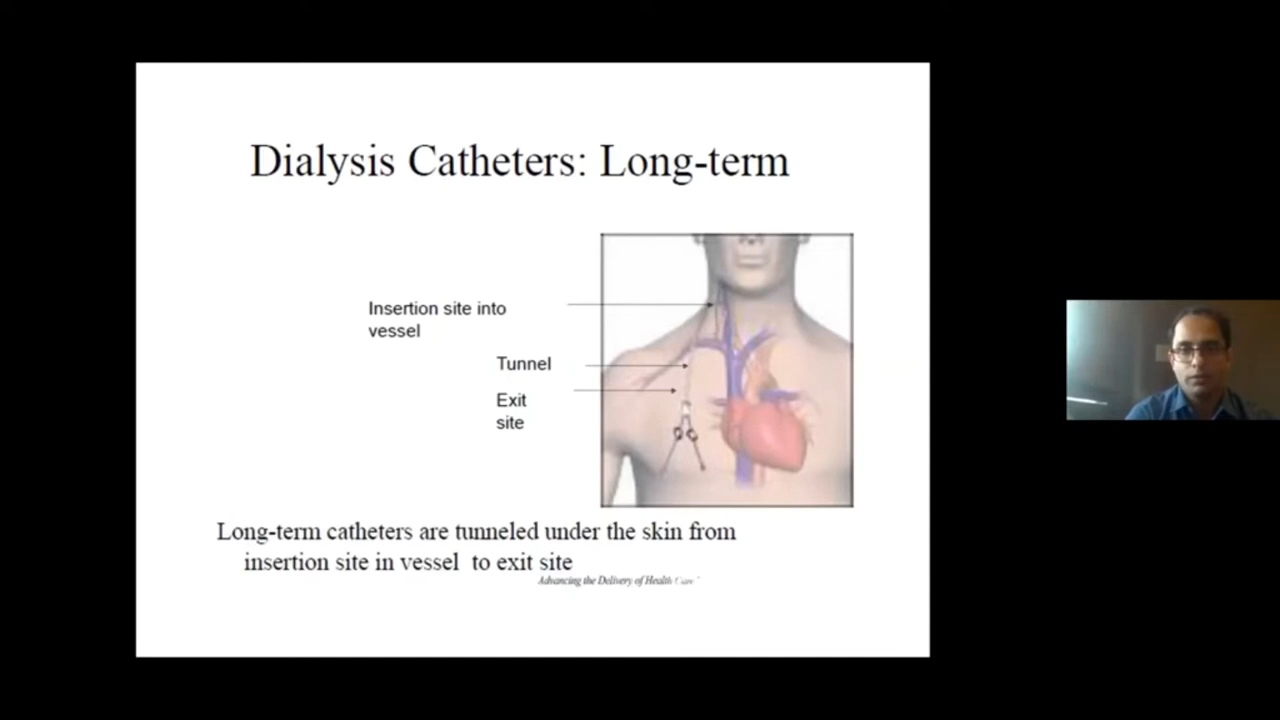 Dialysis Catheters: Long-term
Insertion site into
vessel
Tunnel
Exit
site
Long-term catheters are tunneled under the skin from
insertion site in vessel to exit site
Advancing the Delivery of Health Care